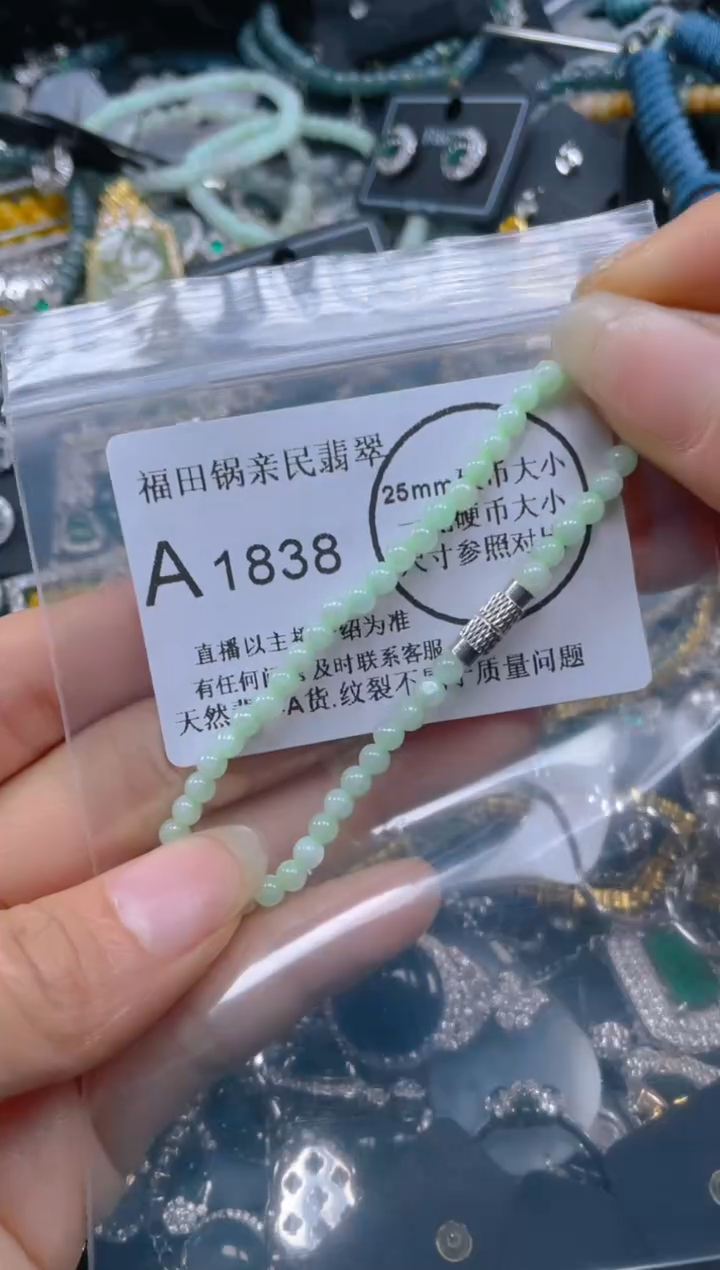 福田锅亲民翡翠
A1838
25mm 币大小
硬币大小
寸参照对
直播以主 绍为准
有任何问 及时联系客服
天然 A货.纹裂不 质量问题